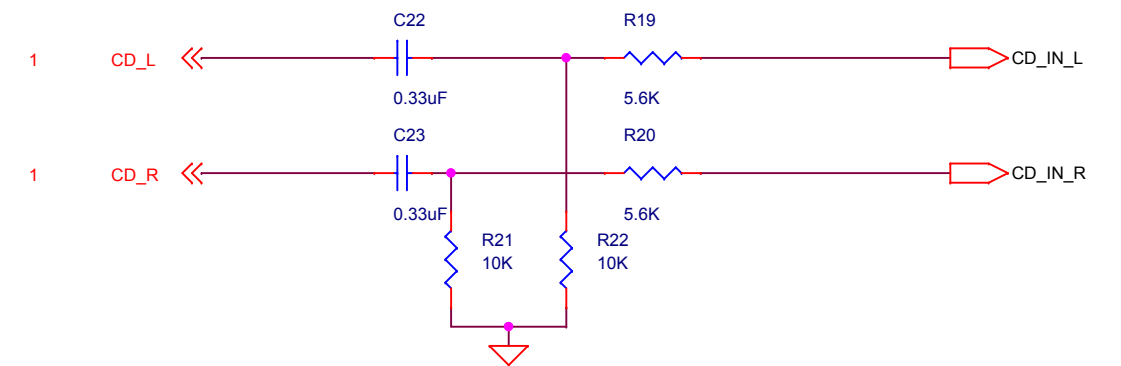 C22
R19
1
CD_L
CD_IN_L
0.33uF
5.6K
C23
R20
1
CD_R
CD_IN_R
0.33uF
5.6K
R21
10K
R22
10K